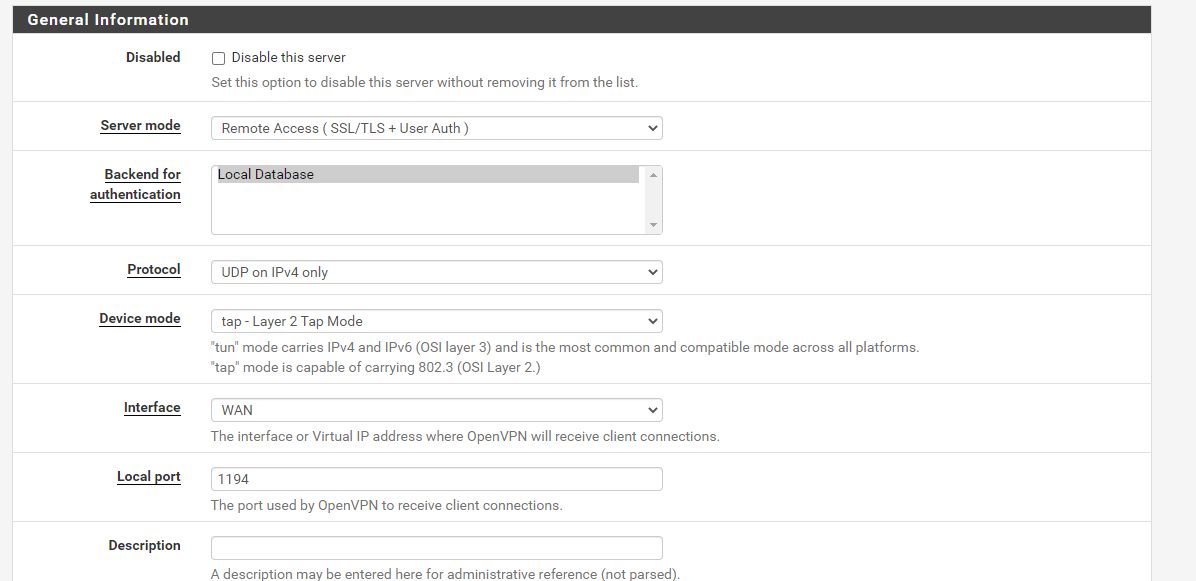 General Information
Disabled
Disable this server
Set this option to disable this server without removing it from the list.
Server mode
Remote Access ( SSL/TLS + User Auth )
Backend for
authentication
Local Database
Protocol
UDP on IPv4 only
Device mode
tap - Layer 2 Tap Mode
"tun" mode carries IPv4 and IPv6 (OSI layer 3) and is the most common and compatible mode across all platforms.
"tap" mode is capable of carrying 802.3 (OSI Layer 2.)
Interface
WAN
The interface or Virtual IP address where OpenVPN will receive client connections.
Local port
1194
The port used by OpenVPN to receive client connections.
Description
A description may be entered here for administrative reference (not parsed).